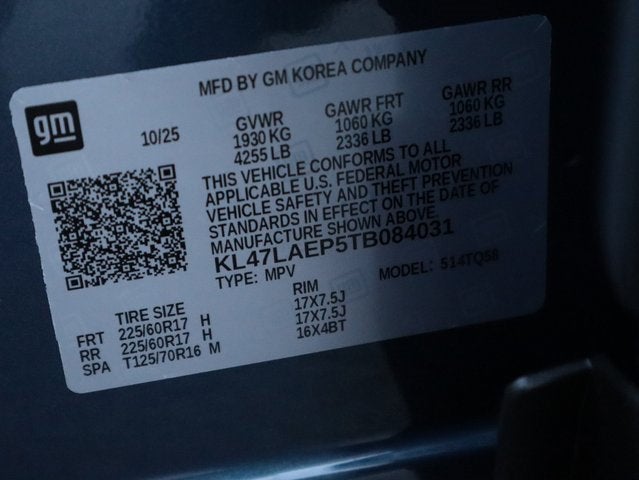 MFD BY GM KOREA COMPANY
gm
10/25
GVWR GAWR FRT GAWR RR
1930 KG 1060 KG 1060 KG
4255 LB 2336 LB 2336 LB
THIS VEHICLE CONFORMS TO ALL
APPLICABLE U.S. FEDERAL MOTOR
VEHICLE SAFETY AND THEFT PREVENTION
STANDARDS IN EFFECT ON THE DATE OF
MANUFACTURE SHOWN ABOVE.
KL47LAEP5TB084031
TYPE: MPV MODEL: 514TQ58
TIRE SIZE RIM
FRT 225/60R17 H 17X7.5J
RR 225/60R17 H 17X7.5J
SPA T125/70R16 M 16X4BT